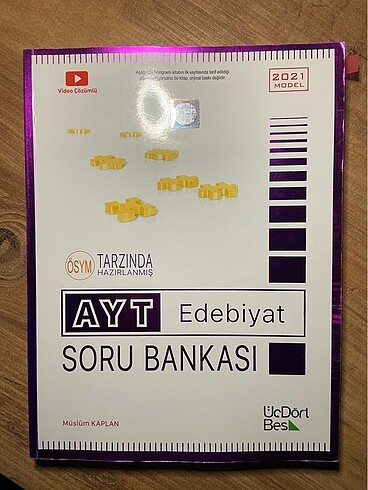 Video Çözümlü
2021
MODEL
ÖSYM TARZINDA
HAZIRLANMIŞ
AYT Edebiyat
SORU BANKASI
Müslüm KAPLAN
ÜçDört
Beş